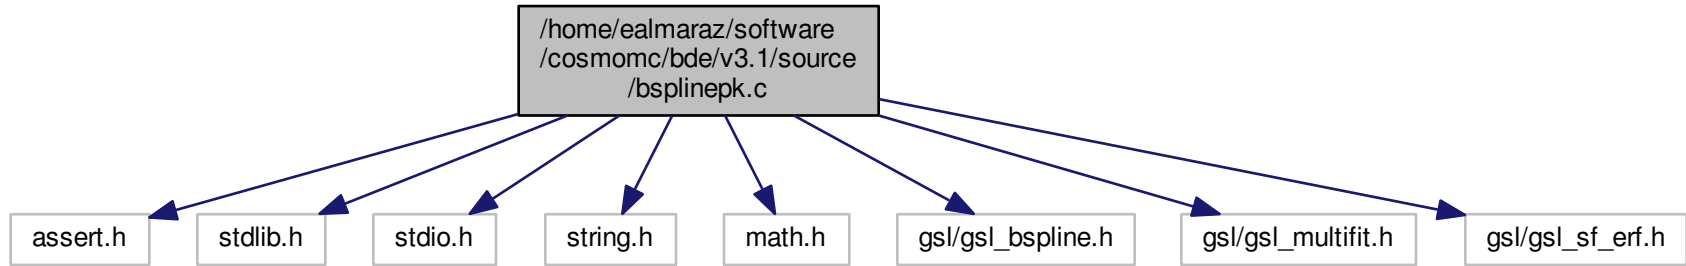 /home/ealmaraz/software
/cosmomc/bde/v3.1/source
/bsplinepk.c
assert.h
stdlib.h
stdio.h
string.h
math.h
gsl/gsl_bspline.h
gsl/gsl_multifit.h
gsl/gsl_sf_erf.h